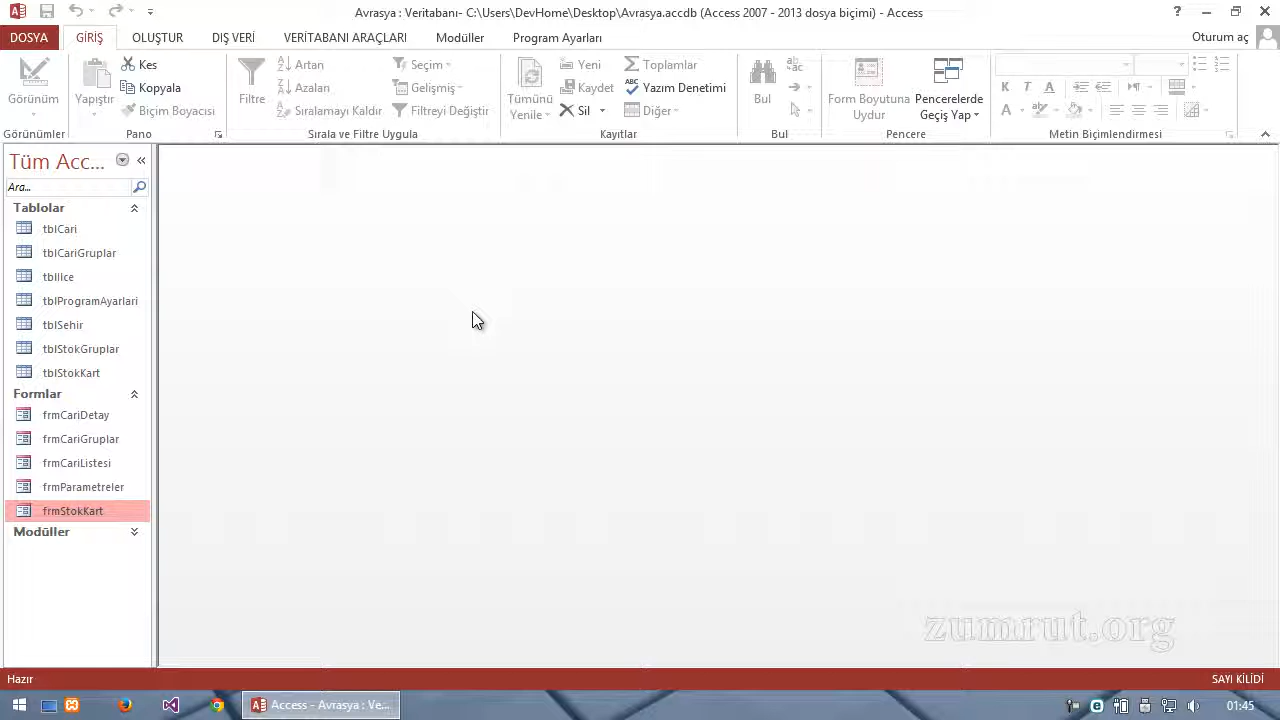 Avrasya : Veritabanı- C:\Users\DevHome\Desktop\Avrasya.accdb (Access 2007 - 2013 dosya biçimi) - Access
DOSYA GİRİŞ OLUŞTUR DIŞ VERİ VERİTABANI ARAÇLARI Modüller Program Ayarları Oturum aç
Görünüm
Görünümler
Yapıştır
Kes
Kopyala
Biçim Boyacısı
Pano
Filtre
Artan
Azalan
Sıralamayı Kaldır
Seçim
Gelişmiş
Filtreyi Değiştir
Sırala ve Filtre Uygula
Tümünü
Yenile
Yeni
Kaydet
Sil
Toplamlar
Yazım Denetimi
Diğer
Kayıtlar
Bul
Bul
Form Boyutuna
Uydur
Pencerelerde
Geçiş Yap
Pencere
K T A
A
Metin Biçimlendirmesi
Tüm Acc...
Ara...
Tablolar
tblCari
tblCariGruplar
tblIlce
tblProgramAyarlari
tblSehir
tblStokGruplar
tblStokKart
Formlar
frmCariDetay
frmCariGruplar
frmCariListesi
frmParametreler
frmStokKart
Modüller
zumrut.org
Hazır
SAYI KİLİDİ
Access - Avrasya : Ve...
01:45